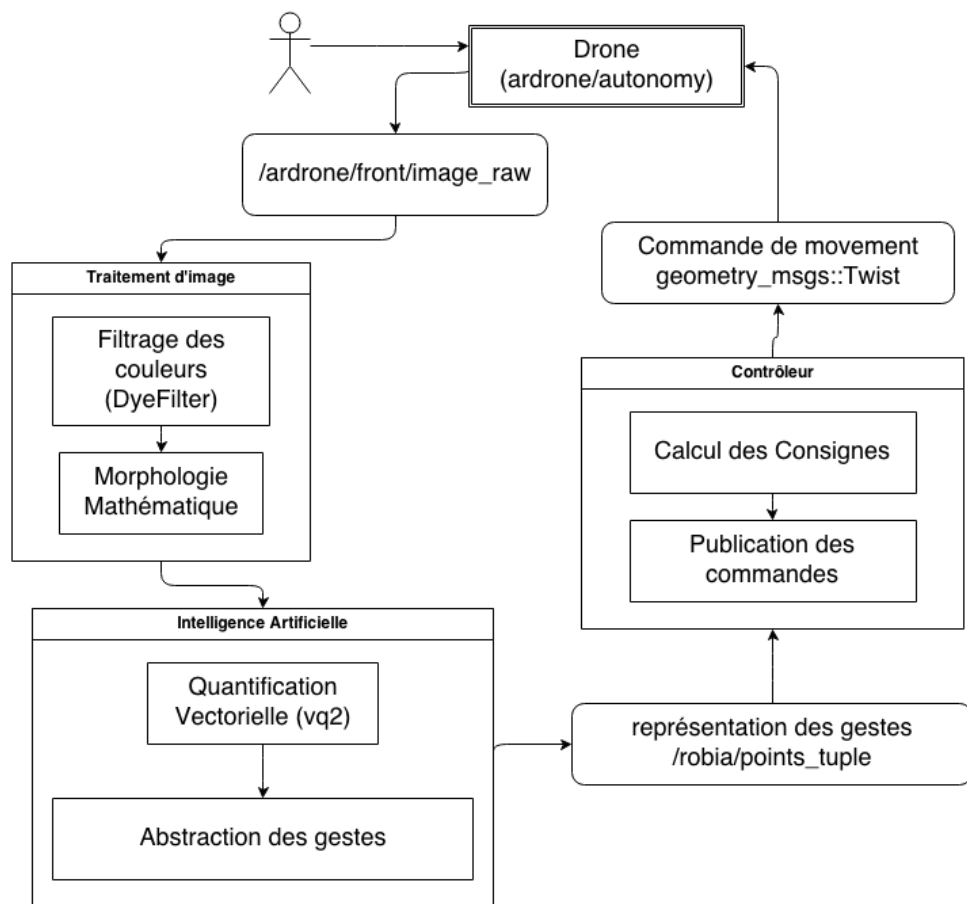 Drone
(ardrone/autonomy)
/ardrone/front/image_raw
Traitement d'image
Filtrage des
couleurs
(DyeFilter)
Morphologie
Mathématique
Intelligence Artificielle
Quantification
Vectorielle (vq2)
Abstraction des gestes
représentation des gestes
/robia/points_tuple
Contrôleur
Calcul des Consignes
Publication des
commandes
Commande de movement
geometry_msgs::Twist